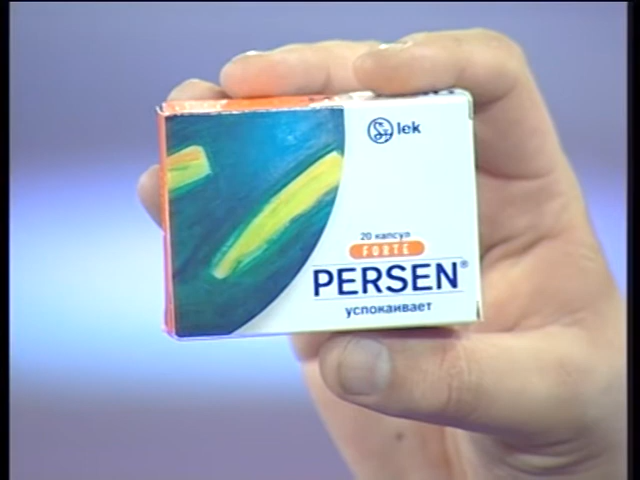 lek
20 капсул
FORTE
PERSEN®
успокаивает